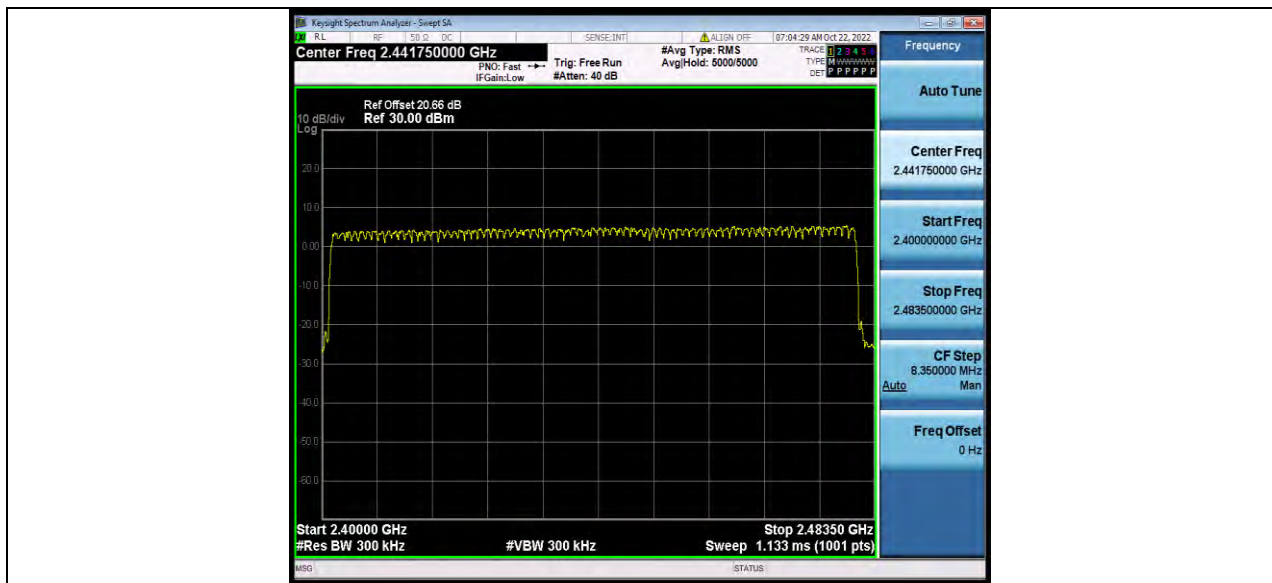 Keysight Spectrum Analyzer - Swept SA
LXI RL RF 50 Ω DC SENSE:INT ALIGN OFF 07:04:29 AM Oct 22, 2022
Center Freq 2.441750000 GHz
PNO: Fast
IFGain:Low
Trig: Free Run
#Atten: 40 dB
#Avg Type: RMS
Avg|Hold: 5000/5000
TRACE 1 2 3 4 5 6
TYPE M WWWWW
DET P P P P P P
Ref Offset 20.66 dB
10 dB/div Ref 30.00 dBm
Log
20.0
10.0
0.00
-10.0
-20.0
-30.0
-40.0
-50.0
-60.0
Start 2.40000 GHz Stop 2.48350 GHz
#Res BW 300 kHz #VBW 300 kHz Sweep 1.133 ms (1001 pts)
MSG STATUS
Frequency
Auto Tune
Center Freq
2.441750000 GHz
Start Freq
2.400000000 GHz
Stop Freq
2.483500000 GHz
CF Step
8.350000 MHz
Auto Man
Freq Offset
0 Hz